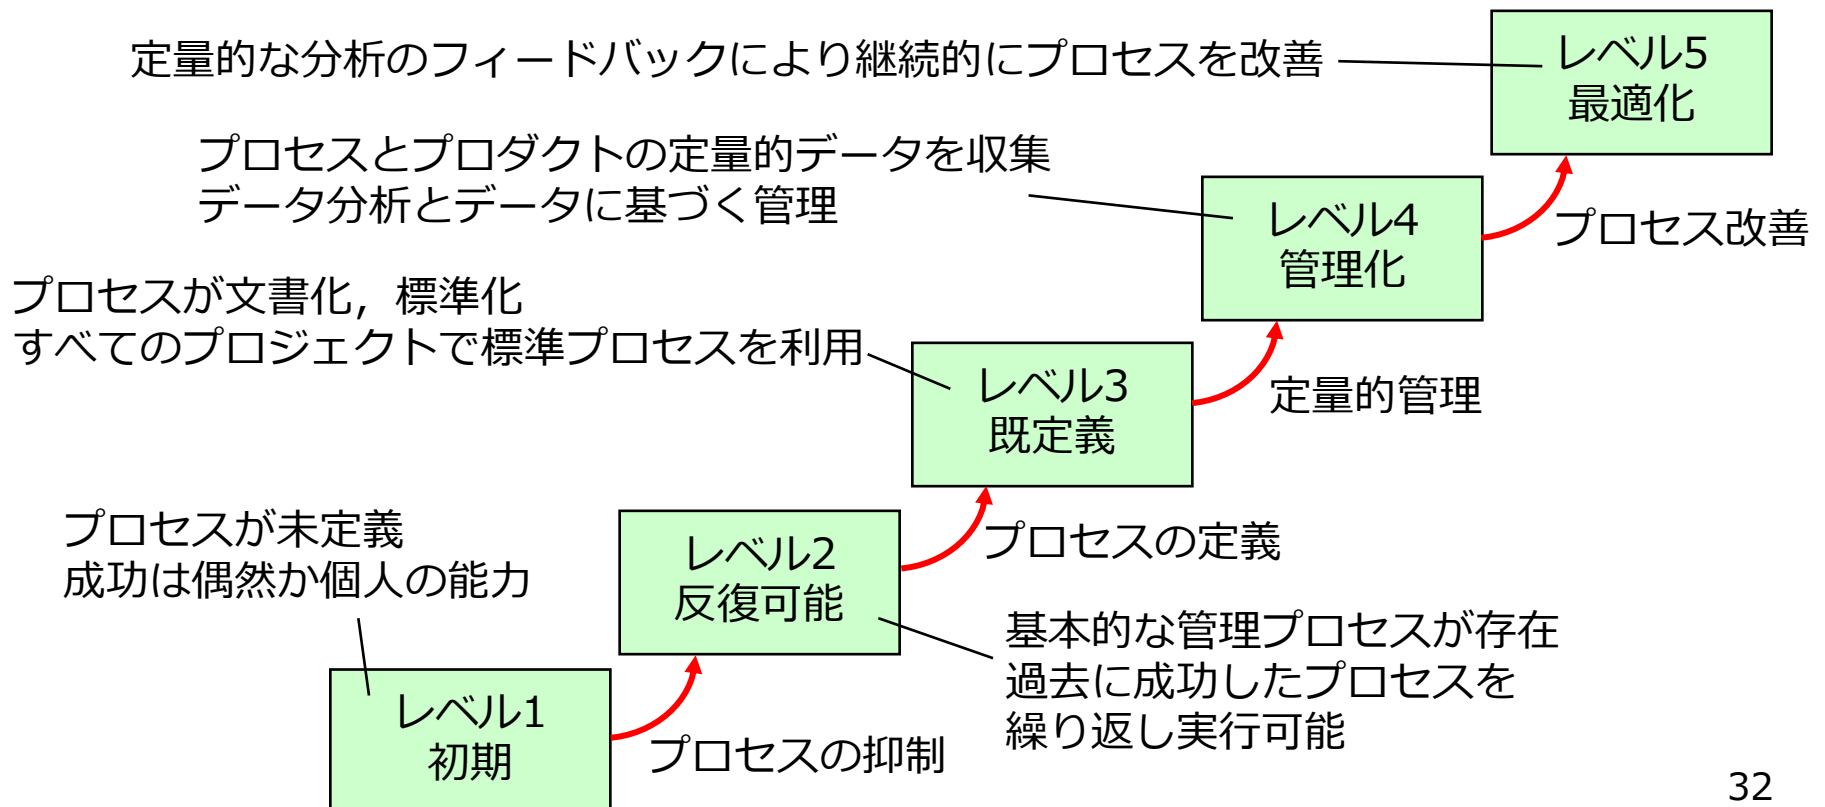 定量的な分析のフィードバックにより継続的にプロセスを改善
レベル5
最適化
プロセスとプロダクトの定量的データを収集
データ分析とデータに基づく管理
レベル4
管理化
プロセス改善
プロセスが文書化，標準化
すべてのプロジェクトで標準プロセスを利用
レベル3
既定義
定量的管理
プロセスが未定義
成功は偶然か個人の能力
レベル2
反復可能
プロセスの定義
基本的な管理プロセスが存在
過去に成功したプロセスを
繰り返し実行可能
レベル1
初期
プロセスの抑制
32